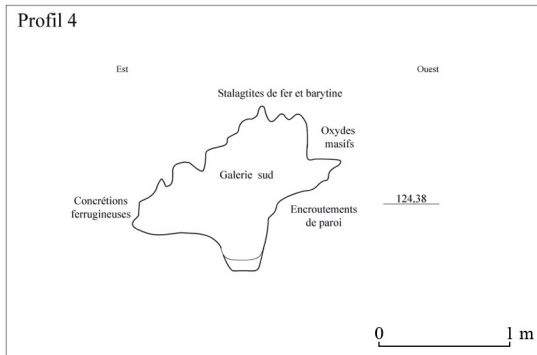 Profil 4
Est
Ouest
Stalagtites de fer et barytine
Oxydes
masifs
Galerie sud
Concrétions
ferrugineuses
124,38
Encroutements
de paroi
0
1 m